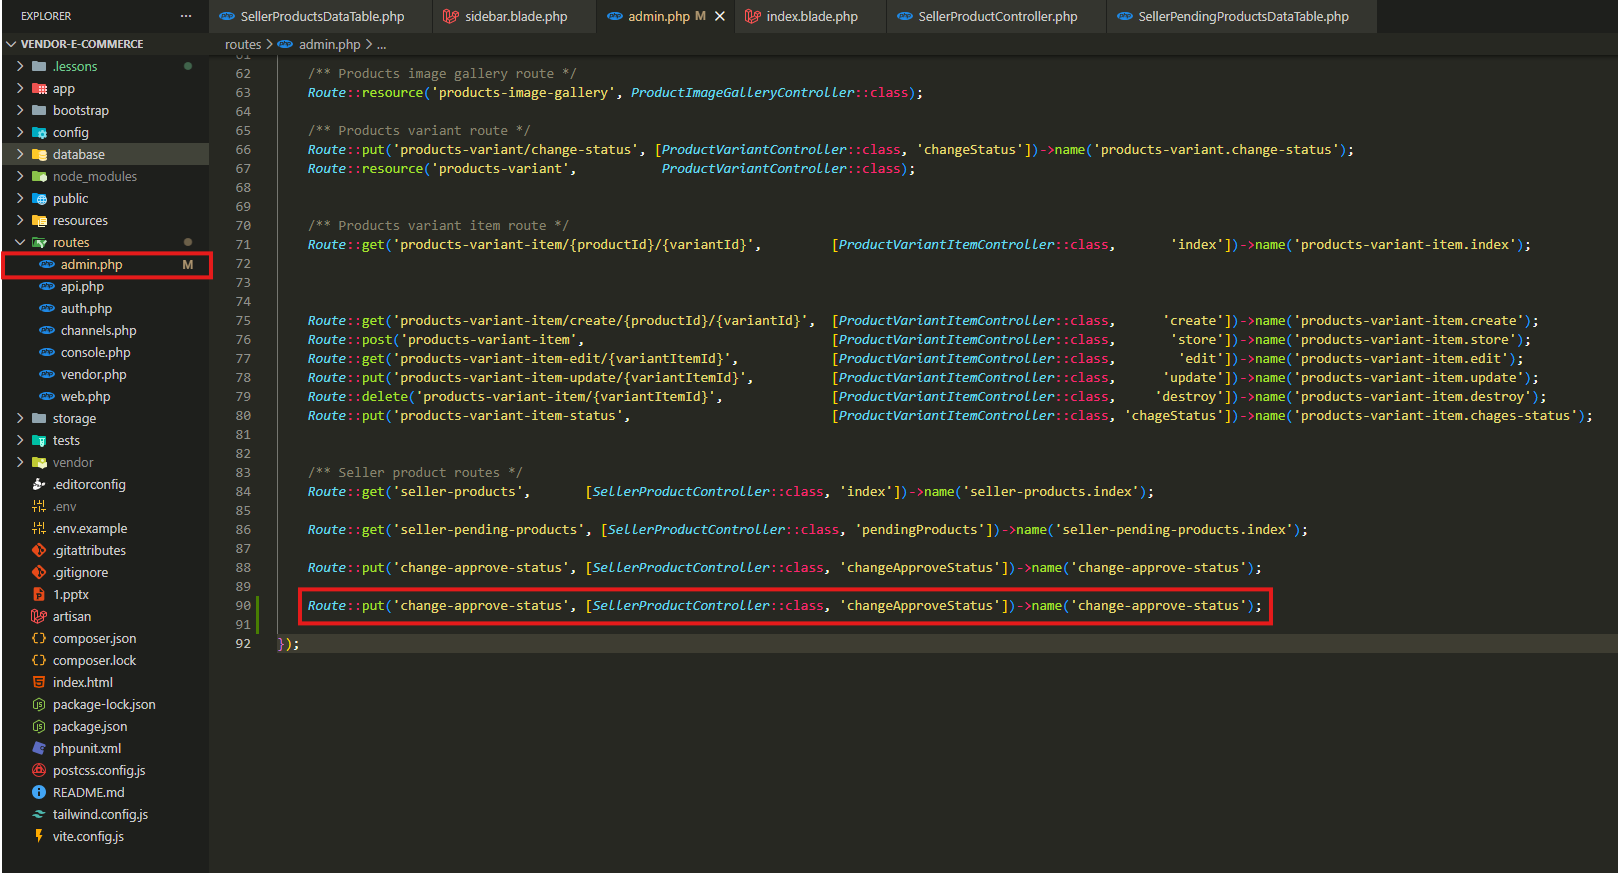 EXPLORER ...
SellerProductsDataTable.php
sidebar.blade.php
admin.php M
index.blade.php
SellerProductController.php
SellerPendingProductsDataTable.php
VENDOR-E-COMMERCE
.lessons
app
bootstrap
config
database
node_modules
public
resources
routes
admin.php M
api.php
auth.php
channels.php
console.php
vendor.php
web.php
storage
tests
vendor
.editorconfig
.env
.env.example
.gitattributes
.gitignore
1.pptx
artisan
composer.json
composer.lock
index.html
package-lock.json
package.json
phpunit.xml
postcss.config.js
README.md
tailwind.config.js
vite.config.js
routes > admin.php > ...
61
62 /** Products image gallery route */
63 Route::resource('products-image-gallery', ProductImageGalleryController::class);
64
65 /** Products variant route */
66 Route::put('products-variant/change-status', [ProductVariantController::class, 'changeStatus'])->name('products-variant.change-status');
67 Route::resource('products-variant', ProductVariantController::class);
68
69
70 /** Products variant item route */
71 Route::get('products-variant-item/{productId}/{variantId}', [ProductVariantItemController::class, 'index'])->name('products-variant-item.index');
72
73
74
75 Route::get('products-variant-item/create/{productId}/{variantId}', [ProductVariantItemController::class, 'create'])->name('products-variant-item.create');
76 Route::post('products-variant-item', [ProductVariantItemController::class, 'store'])->name('products-variant-item.store');
77 Route::get('products-variant-item-edit/{variantItemId}', [ProductVariantItemController::class, 'edit'])->name('products-variant-item.edit');
78 Route::put('products-variant-item-update/{variantItemId}', [ProductVariantItemController::class, 'update'])->name('products-variant-item.update');
79 Route::delete('products-variant-item/{variantItemId}', [ProductVariantItemController::class, 'destroy'])->name('products-variant-item.destroy');
80 Route::put('products-variant-item-status', [ProductVariantItemController::class, 'chageStatus'])->name('products-variant-item.chages-status');
81
82
83 /** Seller product routes */
84 Route::get('seller-products', [SellerProductController::class, 'index'])->name('seller-products.index');
85
86 Route::get('seller-pending-products', [SellerProductController::class, 'pendingProducts'])->name('seller-pending-products.index');
87
88 Route::put('change-approve-status', [SellerProductController::class, 'changeApproveStatus'])->name('change-approve-status');
89
90 Route::put('change-approve-status', [SellerProductController::class, 'changeApproveStatus'])->name('change-approve-status');
91
92 });